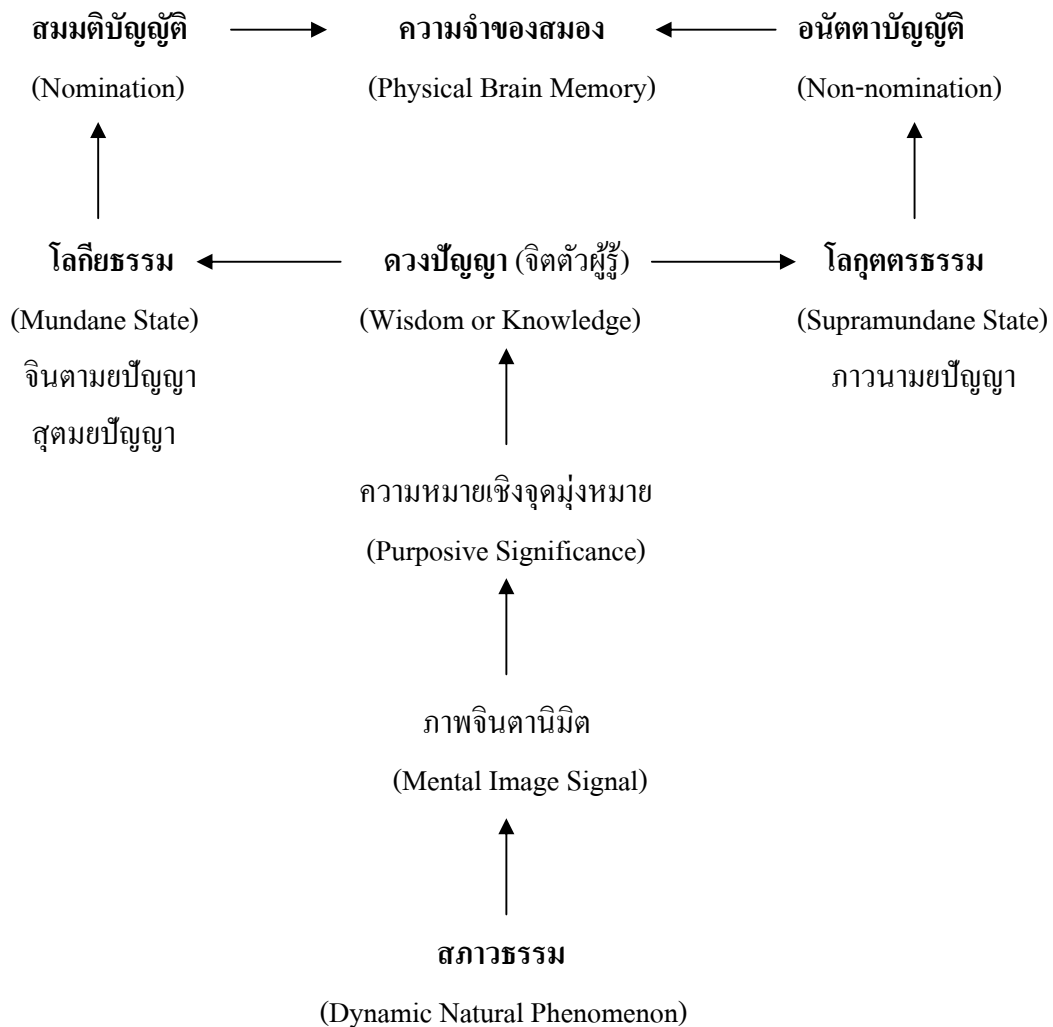 สมมติบัญญัติ ความจำของสมอง อนัตตาบัญญัติ
(Nomination) (Physical Brain Memory) (Non-nomination)
โลกียธรรม ดวงปัญญา (จิตตัวผู้รู้) โลกุตตรธรรม
(Mundane State) (Wisdom or Knowledge) (Supramundane State)
จินตามยปัญญา ภาวนามยปัญญา
สุตมยปัญญา
ความหมายเชิงจุดมุ่งหมาย
(Purposive Significance)
ภาพจินตานิมิต
(Mental Image Signal)
สภาวธรรม
(Dynamic Natural Phenomenon)